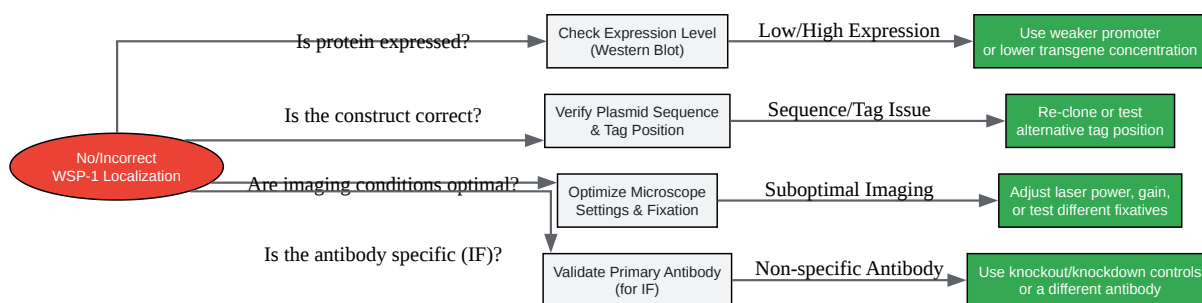 Is protein expressed?
Check Expression Level
(Western Blot)
Low/High Expression
Use weaker promoter
or lower transgene concentration
Is the construct correct?
Verify Plasmid Sequence
& Tag Position
Sequence/Tag Issue
Re-clone or test
alternative tag position
No/Incorrect
WSP-1 Localization
Are imaging conditions optimal?
Optimize Microscope
Settings & Fixation
Suboptimal Imaging
Adjust laser power, gain,
or test different fixatives
Is the antibody specific (IF)?
Validate Primary Antibody
(for IF)
Non-specific Antibody
Use knockout/knockdown controls
or a different antibody